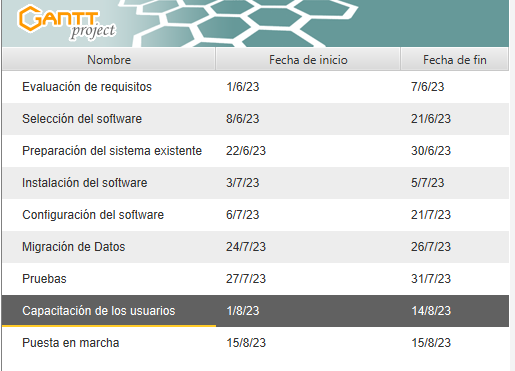 GANTT
project
Nombre Fecha de inicio Fecha de fin
Evaluación de requisitos 1/6/23 7/6/23
Selección del software 8/6/23 21/6/23
Preparación del sistema existente 22/6/23 30/6/23
Instalación del software 3/7/23 5/7/23
Configuración del software 6/7/23 21/7/23
Migración de Datos 24/7/23 26/7/23
Pruebas 27/7/23 31/7/23
Capacitación de los usuarios 1/8/23 14/8/23
Puesta en marcha 15/8/23 15/8/23